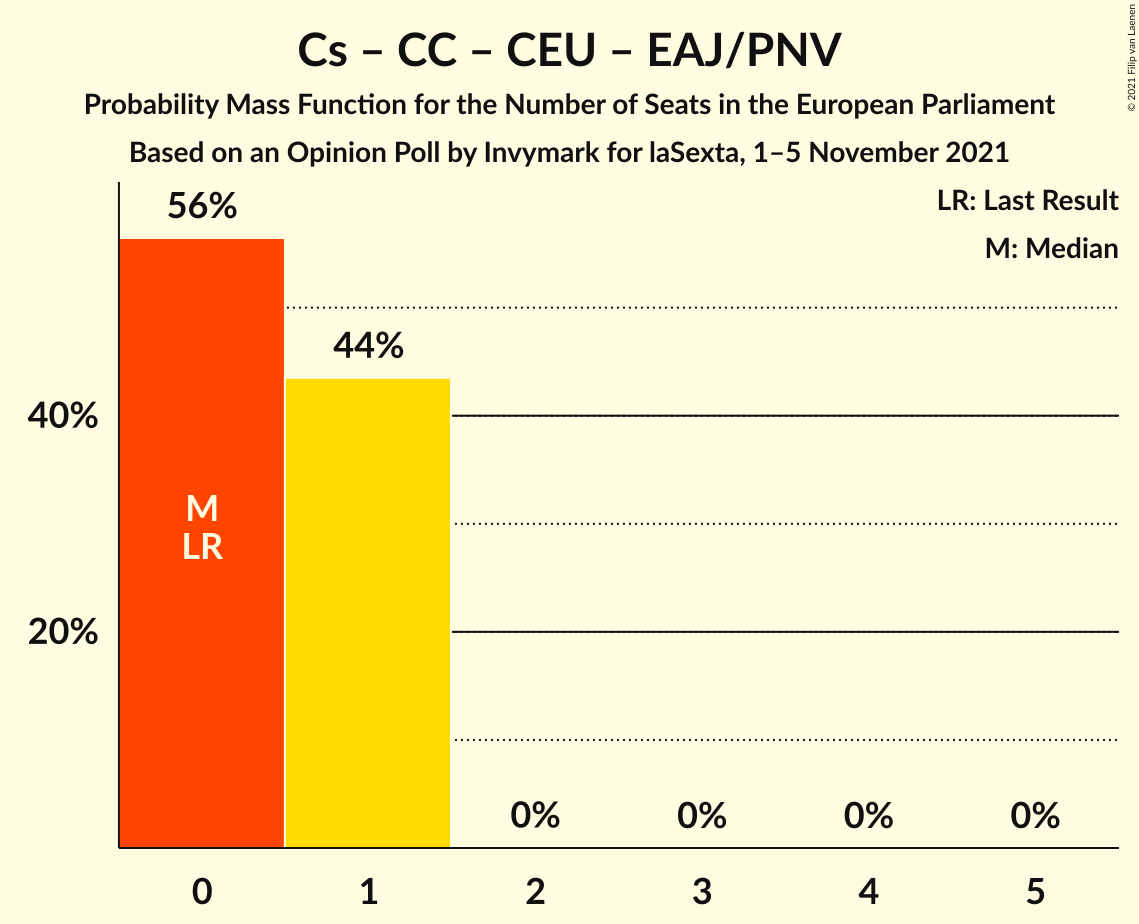 Cs – CC – CEU – EAJ/PNV
Probability Mass Function for the Number of Seats in the European Parliament
Based on an Opinion Poll by Invymark for laSexta, 1–5 November 2021
© 2021 Filip van Laenen
LR: Last Result
M: Median
56%
44%
40%
M
LR
20%
0%
0%
0%
0%
0
1
2
3
4
5